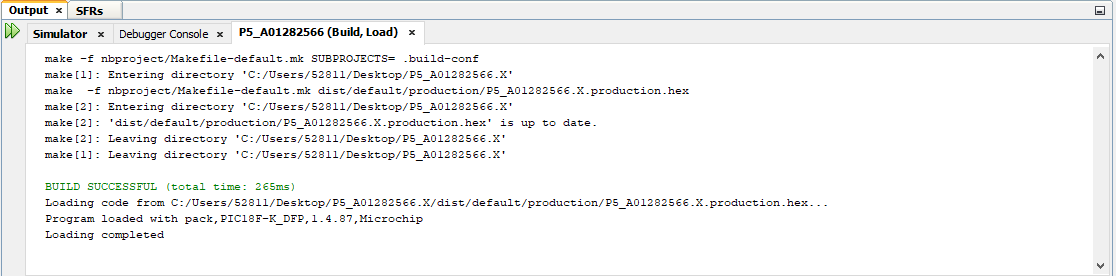 Output × SFRs
Simulator × Debugger Console × P5_A01282566 (Build, Load) ×
make -f nbproject/Makefile-default.mk SUBPROJECTS= .build-conf
make[1]: Entering directory 'C:/Users/52811/Desktop/P5_A01282566.X'
make  -f nbproject/Makefile-default.mk dist/default/production/P5_A01282566.X.production.hex
make[2]: Entering directory 'C:/Users/52811/Desktop/P5_A01282566.X'
make[2]: 'dist/default/production/P5_A01282566.X.production.hex' is up to date.
make[2]: Leaving directory 'C:/Users/52811/Desktop/P5_A01282566.X'
make[1]: Leaving directory 'C:/Users/52811/Desktop/P5_A01282566.X'
BUILD SUCCESSFUL (total time: 265ms)
Loading code from C:/Users/52811/Desktop/P5_A01282566.X/dist/default/production/P5_A01282566.X.production.hex...
Program loaded with pack,PIC18F-K_DFP,1.4.87,Microchip
Loading completed